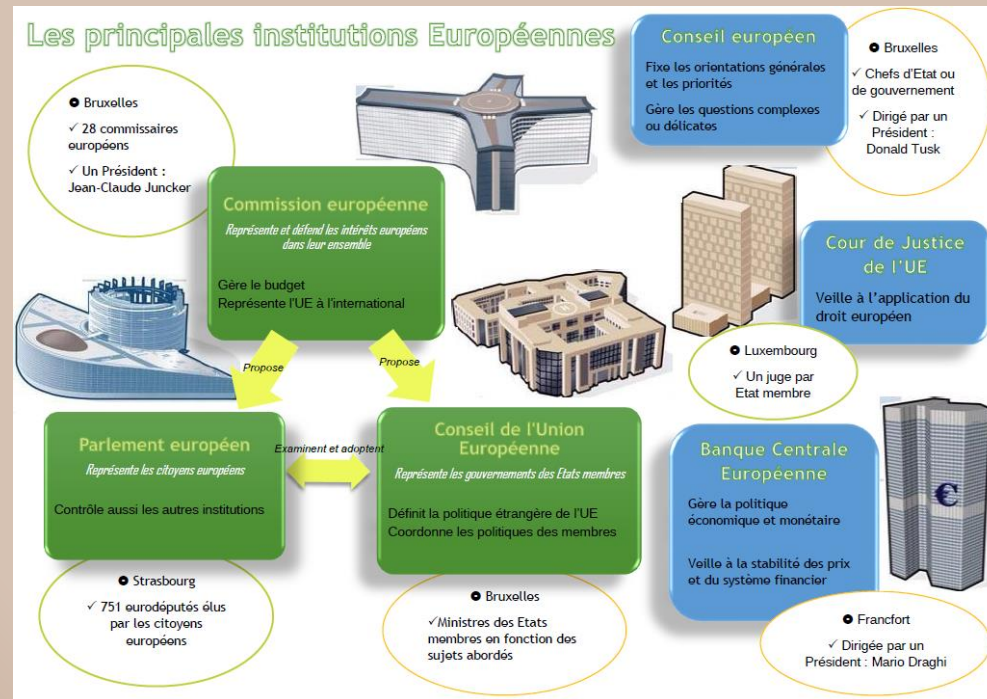 Les principales institutions Européennes
Conseil européen
Fixe les orientations générales
et les priorités
Gère les questions complexes
ou délicates
Bruxelles
✓ Chefs d'Etat ou
de gouvernement
✓ Dirigé par un
Président :
Donald Tusk
Bruxelles
✓ 28 commissaires
européens
✓ Un Président :
Jean-Claude Juncker
Commission européenne
Représente et défend les intérêts européens
dans leur ensemble
Gère le budget
Représente l'UE à l'international
Cour de Justice
de l'UE
Veille à l'application du
droit européen
Luxembourg
✓ Un juge par
Etat membre
Propose
Propose
Parlement européen
Représente les citoyens européens
Contrôle aussi les autres institutions
Examinent et adoptent
Conseil de l'Union
Européenne
Représente les gouvernements des Etats membres
Définit la politique étrangère de l'UE
Coordonne les politiques des membres
Banque Centrale
Européenne
Gère la politique
économique et monétaire
Veille à la stabilité des prix
et du système financier
€
Strasbourg
✓ 751 eurodéputés élus
par les citoyens
européens
Bruxelles
✓Ministres des Etats
membres en fonction des
sujets abordés
Francfort
✓ Dirigée par un
Président : Mario Draghi